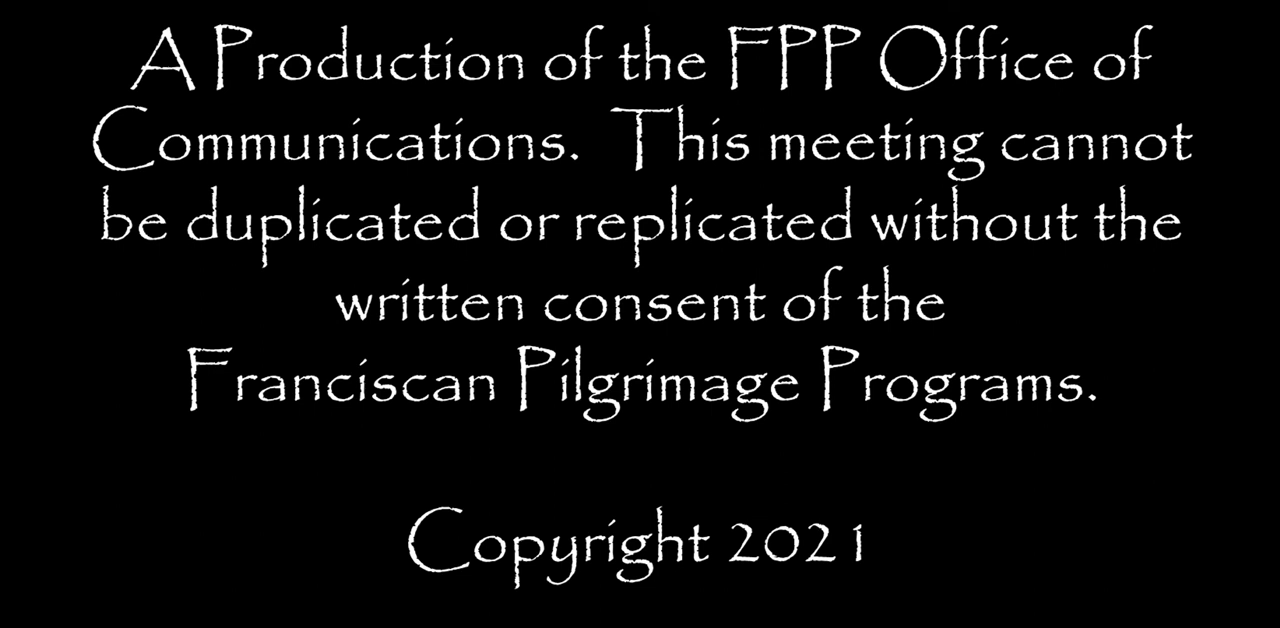 A Production of the FPP Office of
Communications.  This meeting cannot
be duplicated or replicated without the
written consent of the
Franciscan Pilgrimage Programs.
Copyright 2021